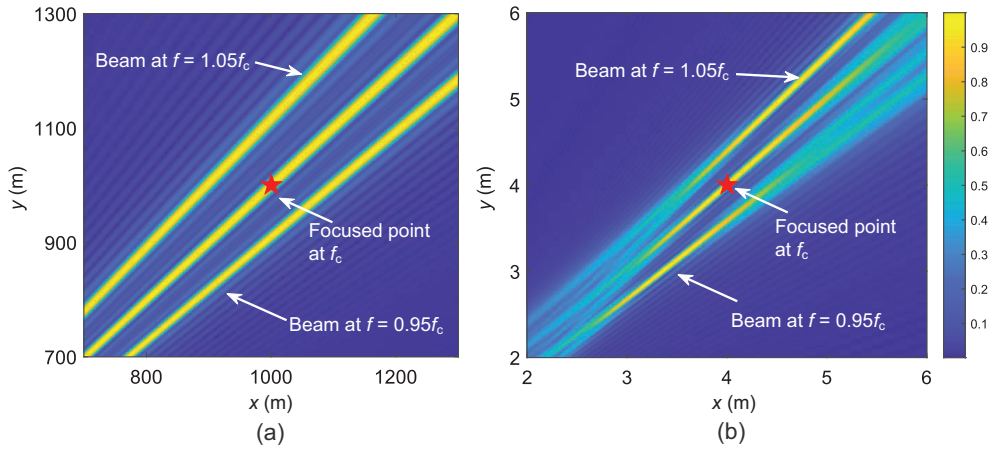 1300
1100
900
700
y (m)
800
1000
1200
x (m)
Beam at f = 1.05fc
Focused point
at fc
Beam at f = 0.95fc
(a)
6
5
4
3
2
y (m)
2
3
4
5
6
x (m)
Beam at f = 1.05fc
Focused point
at fc
Beam at f = 0.95fc
(b)
0.9
0.8
0.7
0.6
0.5
0.4
0.3
0.2
0.1